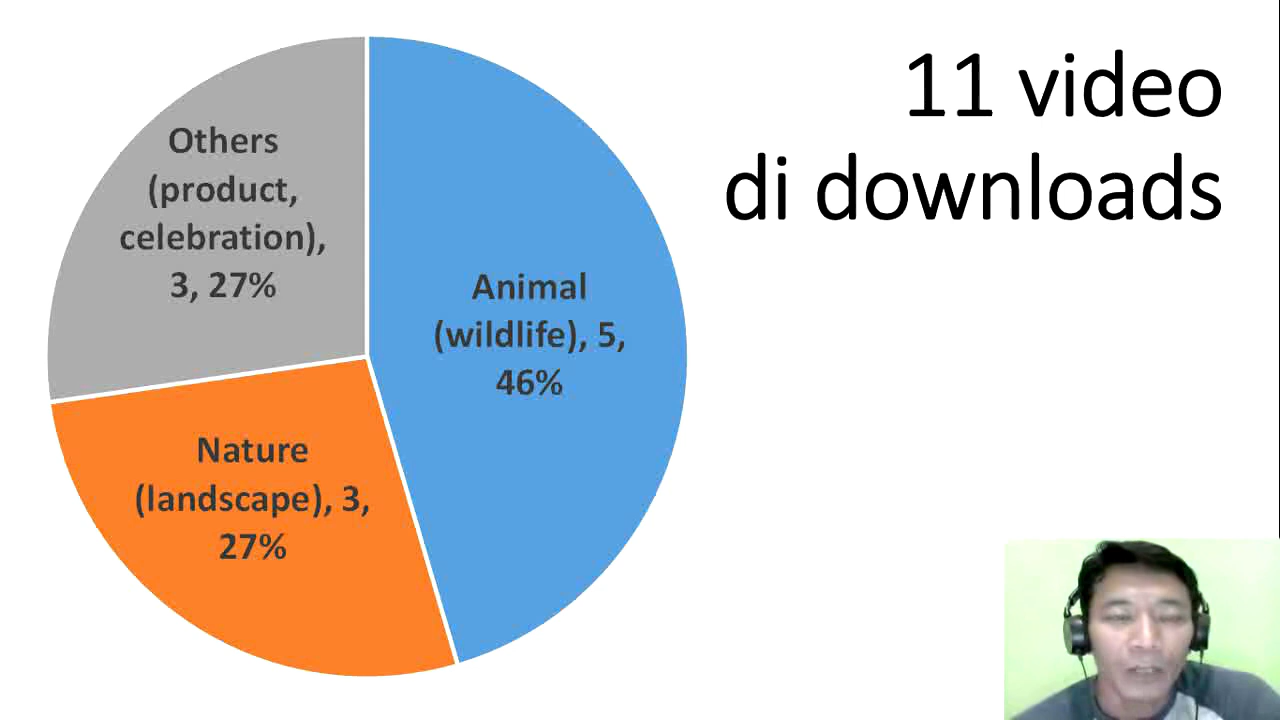 11 video
di downloads
Others
(product,
celebration),
3, 27%
Animal
(wildlife), 5,
46%
Nature
(landscape), 3,
27%